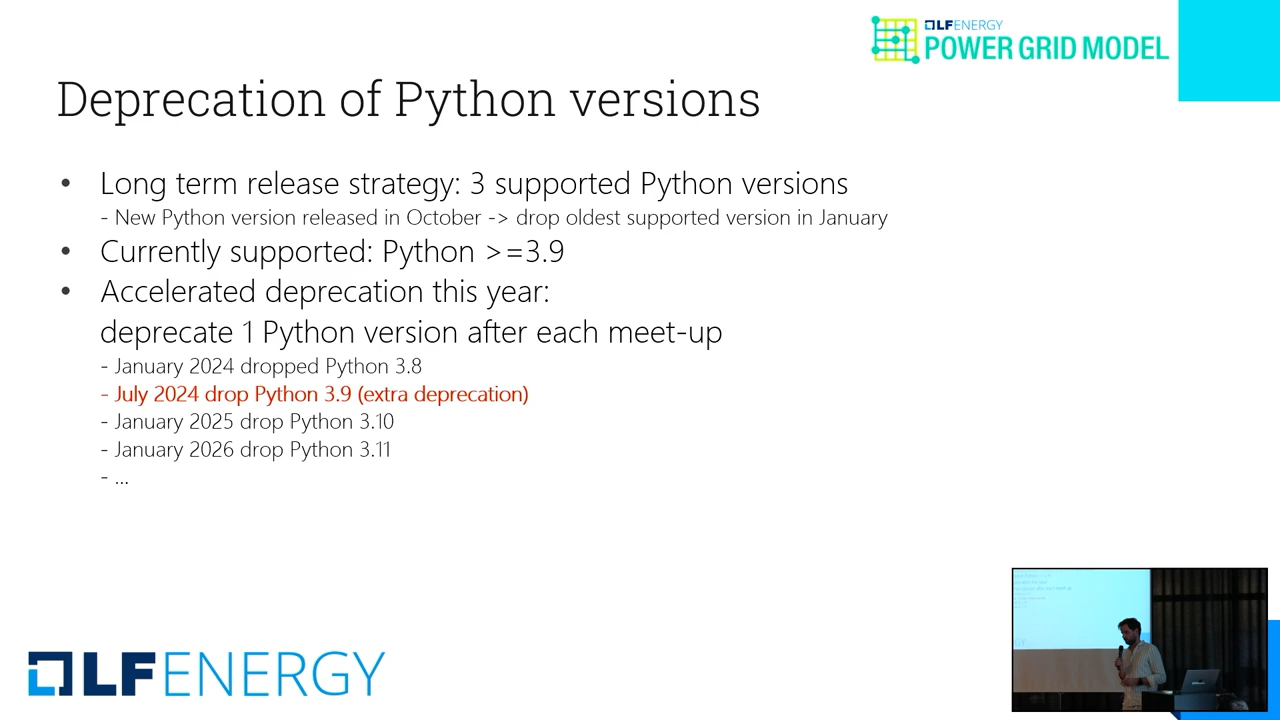 LFENERGY
POWER GRID MODEL
Deprecation of Python versions
• Long term release strategy: 3 supported Python versions
- New Python version released in October -> drop oldest supported version in January
• Currently supported: Python >=3.9
• Accelerated deprecation this year:
deprecate 1 Python version after each meet-up
- January 2024 dropped Python 3.8
- July 2024 drop Python 3.9 (extra deprecation)
- January 2025 drop Python 3.10
- January 2026 drop Python 3.11
- ...
LFENERGY